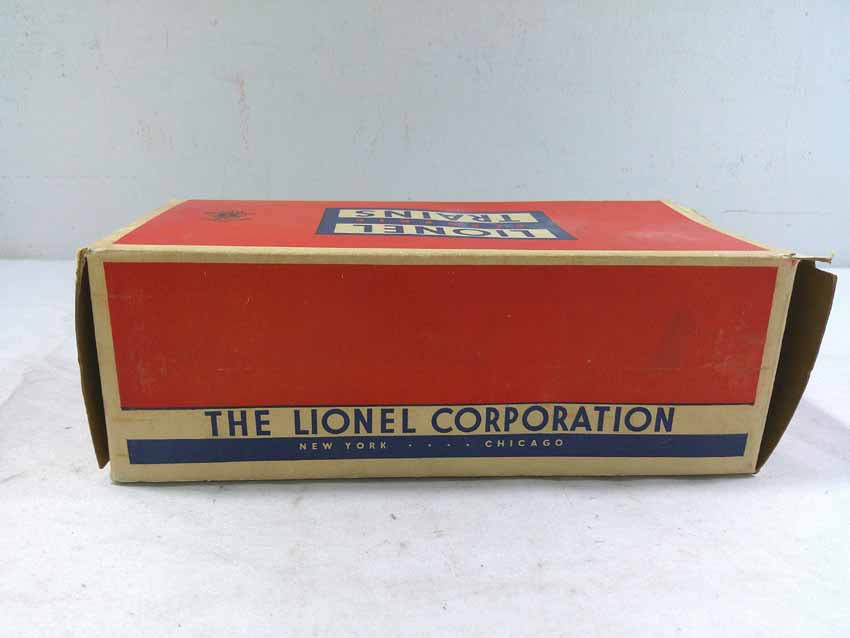 LIONEL
TRAINS
THE LIONEL CORPORATION
NEW YORK · · · · CHICAGO